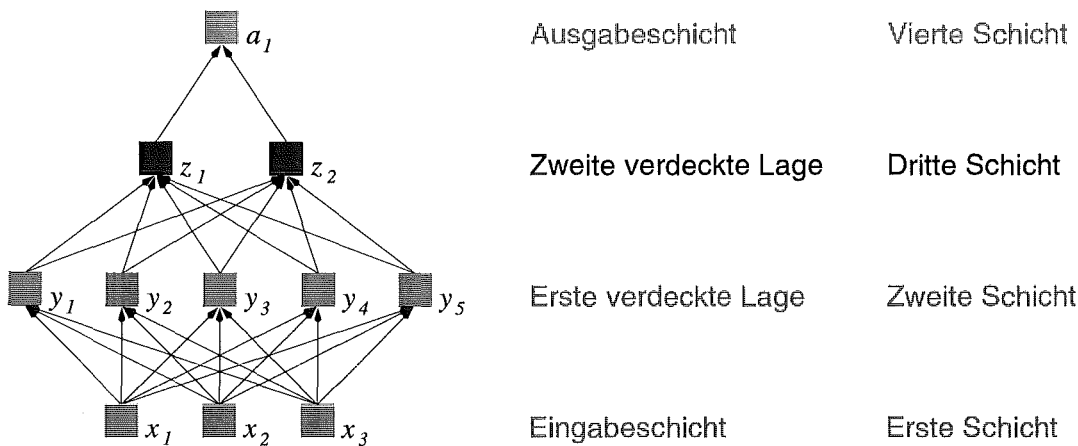 a1 Ausgabeschicht Vierte Schicht
z1 z2 Zweite verdeckte Lage Dritte Schicht
y1 y2 y3 y4 y5 Erste verdeckte Lage Zweite Schicht
x1 x2 x3 Eingabeschicht Erste Schicht